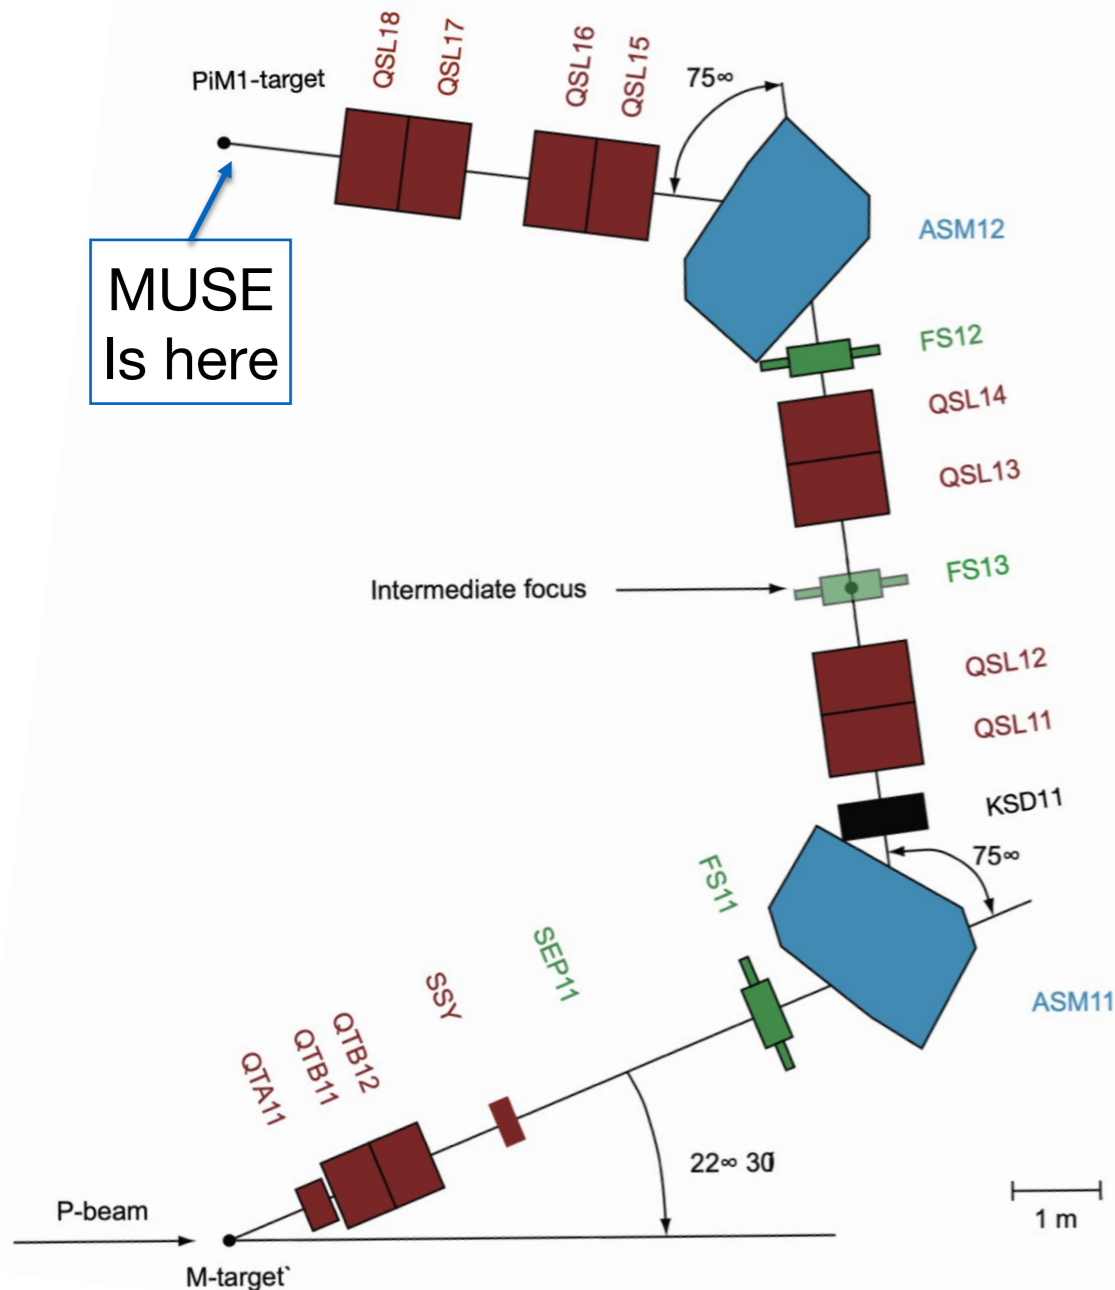 QSL18
QSL17
QSL16
QSL15
PiM1-target
75∞
ASM12
MUSE
Is here
FS12
QSL14
QSL13
FS13
Intermediate focus
QSL12
QSL11
KSD11
75∞
FS11
SEP11
SSY
ASM11
QTB12
QTB11
QTA11
22∞ 30
P-beam
1 m
M-target`